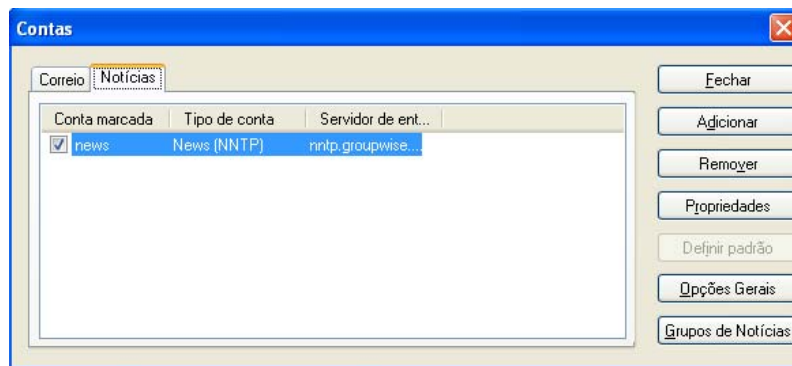 Contas
Correio Notícias
Conta marcada Tipo de conta Servidor de ent...
news News (NNTP) nntp.groupwise....
Fechar
Adicionar
Remover
Propriedades
Definir padrão
Opções Gerais
Grupos de Notícias